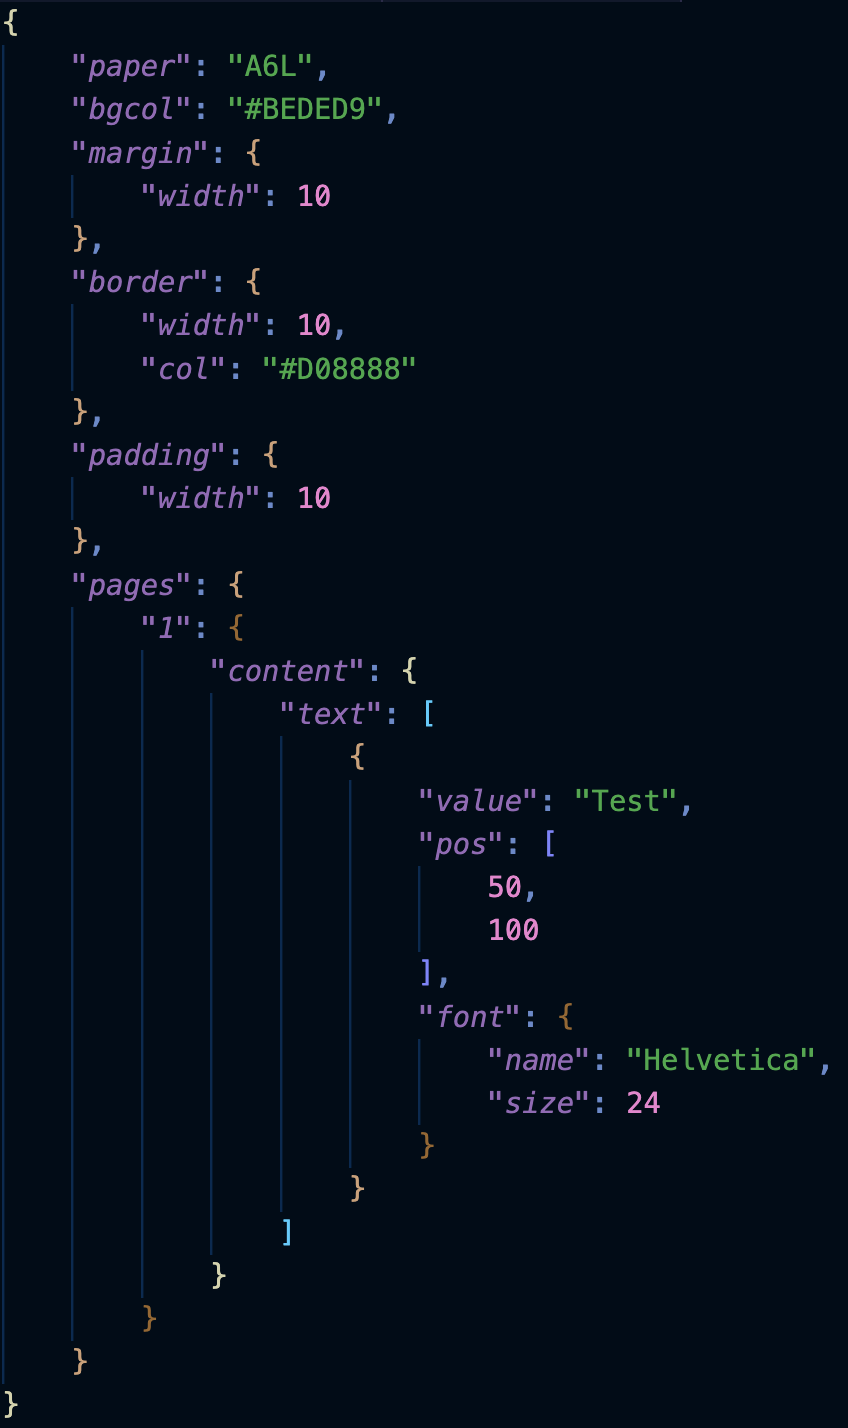 {
    "paper": "A6L",
    "bgcol": "#BEDED9",
    "margin": {
        "width": 10
    },
    "border": {
        "width": 10,
        "col": "#D08888"
    },
    "padding": {
        "width": 10
    },
    "pages": {
        "1": {
            "content": {
                "text": [
                    {
                        "value": "Test",
                        "pos": [
                            50,
                            100
                        ],
                        "font": {
                            "name": "Helvetica",
                            "size": 24
                        }
                    }
                ]
            }
        }
    }
}